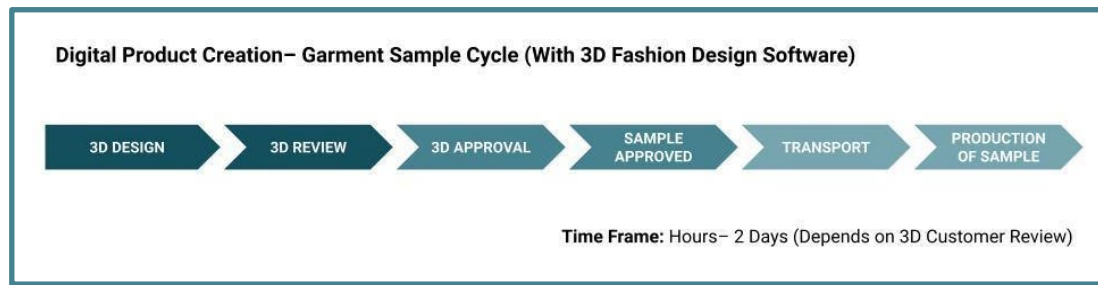 Digital Product Creation– Garment Sample Cycle (With 3D Fashion Design Software)
3D DESIGN
3D REVIEW
3D APPROVAL
SAMPLE
APPROVED
TRANSPORT
PRODUCTION
OF SAMPLE
Time Frame: Hours– 2 Days (Depends on 3D Customer Review)